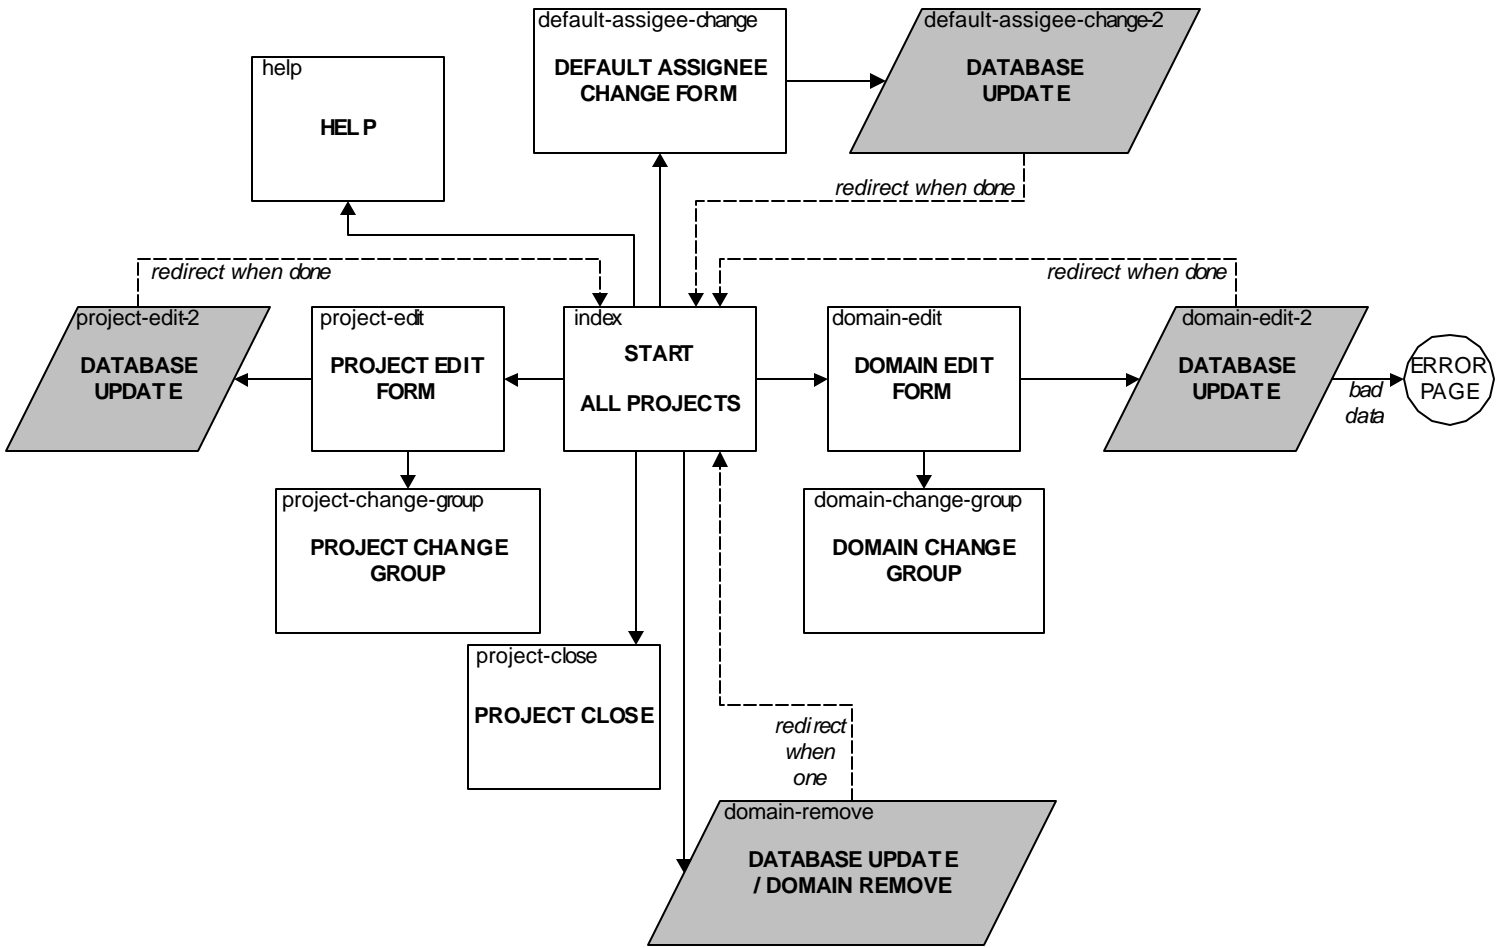 default-assigee-change
DEFAULT ASSIGNEE
CHANGE FORM
default-assigee-change-2
DATABASE
UPDATE
help
HELP
redirect when done
redirect when done
redirect when done
project-edit-2
DATABASE
UPDATE
project-edit
PROJECT EDIT
FORM
index
START
ALL PROJECTS
domain-edit
DOMAIN EDIT
FORM
domain-edit-2
DATABASE
UPDATE
bad
data
ERROR
PAGE
project-change-group
PROJECT CHANGE
GROUP
domain-change-group
DOMAIN CHANGE
GROUP
project-close
PROJECT CLOSE
redirect
when
one
domain-remove
DATABASE UPDATE
/ DOMAIN REMOVE